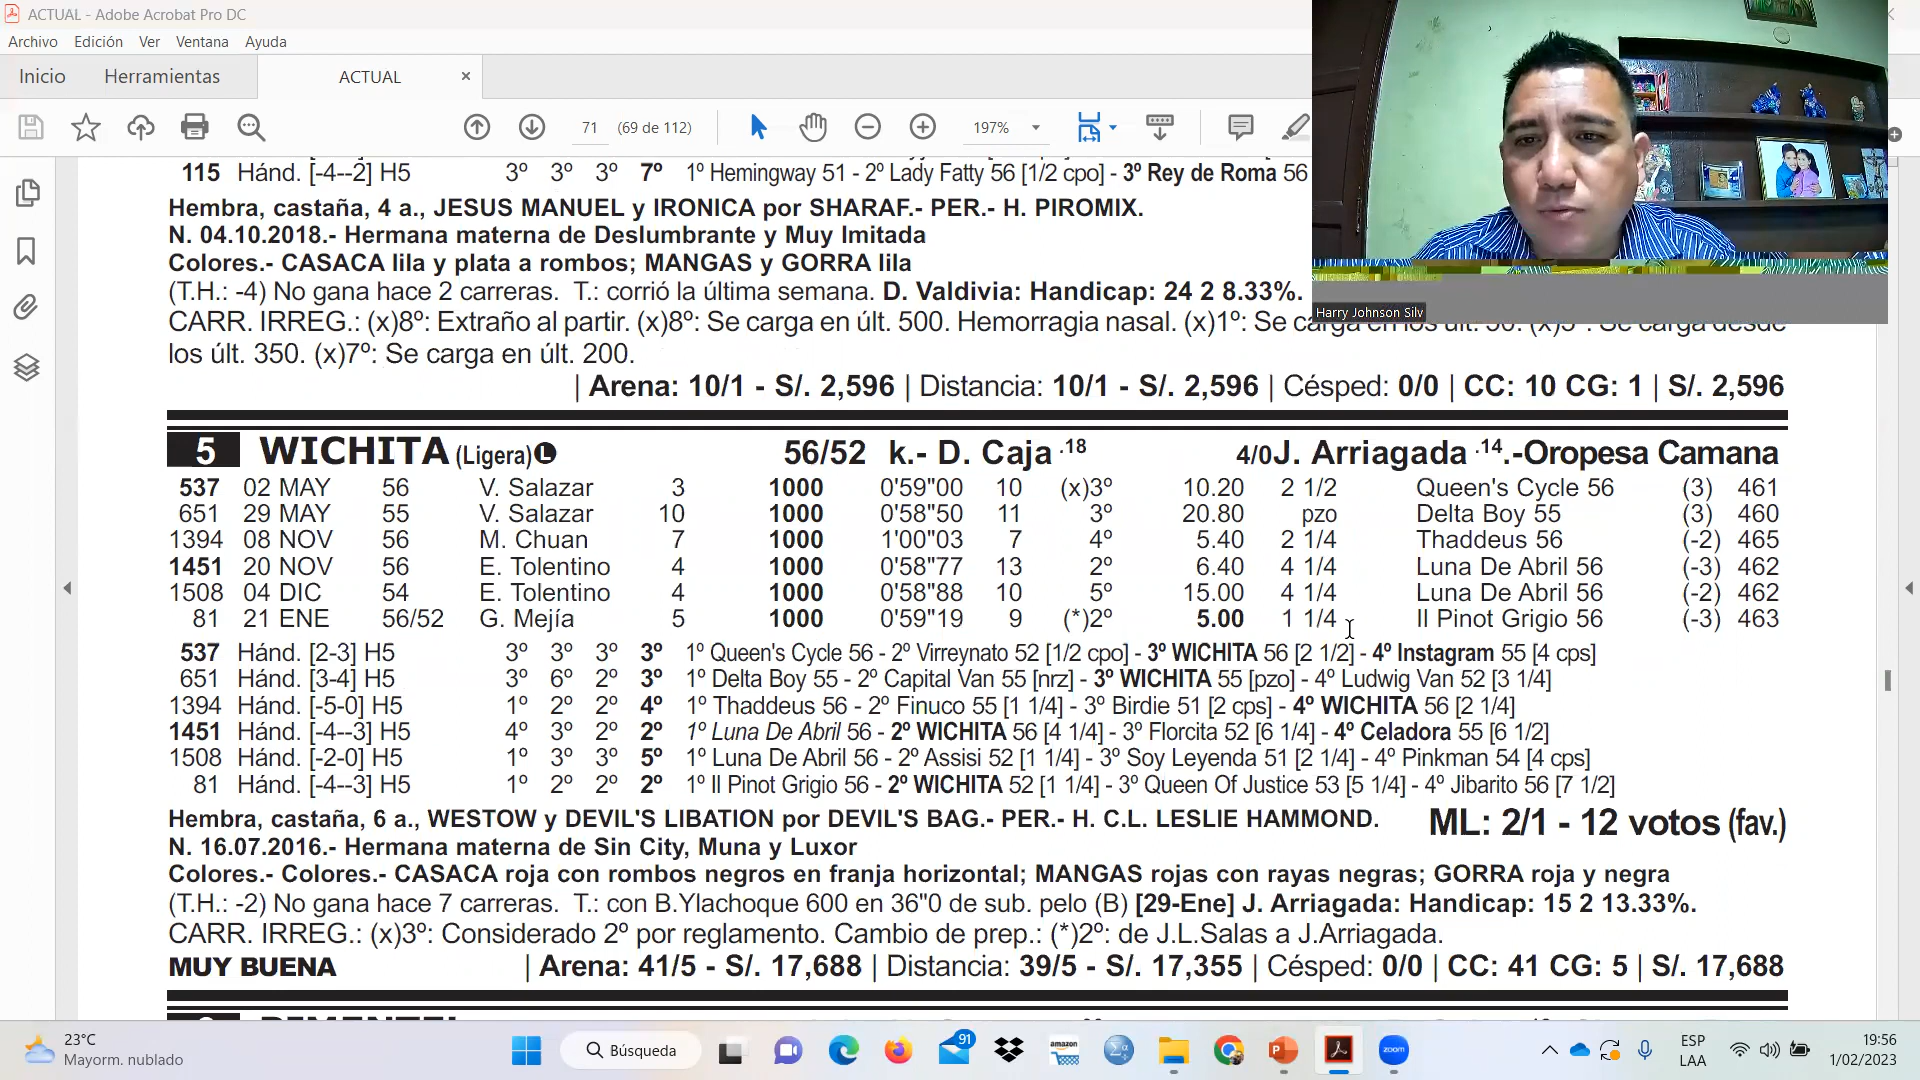 ACTUAL - Adobe Acrobat Pro DC
Archivo Edición Ver Ventana Ayuda
Inicio Herramientas ACTUAL ×
71 (69 de 112) 197%
115 Hánd. [-4--2] H5 3º 3º 3º 7º 1º Hemingway 51 - 2º Lady Fatty 56 [1/2 cpo] - 3º Rey de Roma 56
Hembra, castaña, 4 a., JESUS MANUEL y IRONICA por SHARAF.- PER.- H. PIROMIX.
N. 04.10.2018.- Hermana materna de Deslumbrante y Muy Imitada
Colores.- CASACA lila y plata a rombos; MANGAS y GORRA lila
(T.H.: -4) No gana hace 2 carreras. T.: corrió la última semana. D. Valdivia: Handicap: 24 2 8.33%.
Harry Johnson Silv
CARR. IRREG.: (x)8º: Extraño al partir. (x)8º: Se carga en últ. 500. Hemorragia nasal. (x)1º: Se carga en últ. 50. (x)3º: Se carga desde
los últ. 350. (x)7º: Se carga en últ. 200.
| Arena: 10/1 - S/. 2,596 | Distancia: 10/1 - S/. 2,596 | Césped: 0/0 | CC: 10 CG: 1 | S/. 2,596
5 WICHITA (Ligera) L 56/52 k.- D. Caja .18 4/0 J. Arriagada .14.-Oropesa Camana
537 02 MAY 56 V. Salazar 3 1000 0'59"00 10 (x)3º 10.20 2 1/2 Queen's Cycle 56 (3) 461
651 29 MAY 55 V. Salazar 10 1000 0'58"50 11 3º 20.80 pzo Delta Boy 55 (3) 460
1394 08 NOV 56 M. Chuan 7 1000 1'00"03 7 4º 5.40 2 1/4 Thaddeus 56 (-2) 465
1451 20 NOV 56 E. Tolentino 4 1000 0'58"77 13 2º 6.40 4 1/4 Luna De Abril 56 (-3) 462
1508 04 DIC 54 E. Tolentino 4 1000 0'58"88 10 5º 15.00 4 1/4 Luna De Abril 56 (-2) 462
81 21 ENE 56/52 G. Mejía 5 1000 0'59"19 9 (*)2º 5.00 1 1/4 Il Pinot Grigio 56 (-3) 463
537 Hánd. [2-3] H5 3º 3º 3º 3º 1º Queen's Cycle 56 - 2º Virreynato 52 [1/2 cpo] - 3º WICHITA 56 [2 1/2] - 4º Instagram 55 [4 cps]
651 Hánd. [3-4] H5 3º 6º 2º 3º 1º Delta Boy 55 - 2º Capital Van 55 [nrz] - 3º WICHITA 55 [pzo] - 4º Ludwig Van 52 [3 1/4]
1394 Hánd. [-5-0] H5 1º 2º 2º 4º 1º Thaddeus 56 - 2º Finuco 55 [1 1/4] - 3º Birdie 51 [2 cps] - 4º WICHITA 56 [2 1/4]
1451 Hánd. [-4--3] H5 4º 3º 2º 2º 1º Luna De Abril 56 - 2º WICHITA 56 [4 1/4] - 3º Florcita 52 [6 1/4] - 4º Celadora 55 [6 1/2]
1508 Hánd. [-2-0] H5 1º 3º 3º 5º 1º Luna De Abril 56 - 2º Assisi 52 [1 1/4] - 3º Soy Leyenda 51 [2 1/4] - 4º Pinkman 54 [4 cps]
81 Hánd. [-4--3] H5 1º 2º 2º 2º 1º Il Pinot Grigio 56 - 2º WICHITA 52 [1 1/4] - 3º Queen Of Justice 53 [5 1/4] - 4º Jibarito 56 [7 1/2]
Hembra, castaña, 6 a., WESTOW y DEVIL'S LIBATION por DEVIL'S BAG.- PER.- H. C.L. LESLIE HAMMOND. ML: 2/1 - 12 votos (fav.)
N. 16.07.2016.- Hermana materna de Sin City, Muna y Luxor
Colores.- Colores.- CASACA roja con rombos negros en franja horizontal; MANGAS rojas con rayas negras; GORRA roja y negra
(T.H.: -2) No gana hace 7 carreras. T.: con B.Ylachoque 600 en 36"0 de sub. pelo (B) [29-Ene] J. Arriagada: Handicap: 15 2 13.33%.
CARR. IRREG.: (x)3º: Considerado 2º por reglamento. Cambio de prep.: (*)2º: de J.L.Salas a J.Arriagada.
MUY BUENA | Arena: 41/5 - S/. 17,688 | Distancia: 39/5 - S/. 17,355 | Césped: 0/0 | CC: 41 CG: 5 | S/. 17,688
23°C
Mayorm. nublado
Búsqueda
91
amazon
zoom
ESP
LAA
19:56
1/02/2023